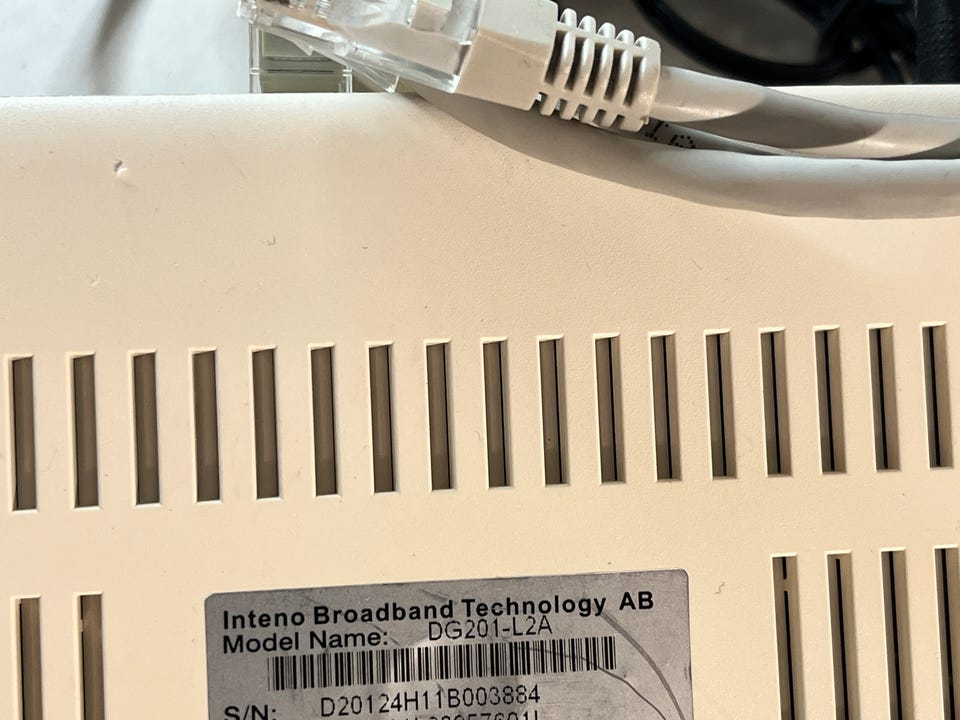 Inteno Broadband Technology AB
Model Name: DG201-L2A
S/N: D20124H11B003884